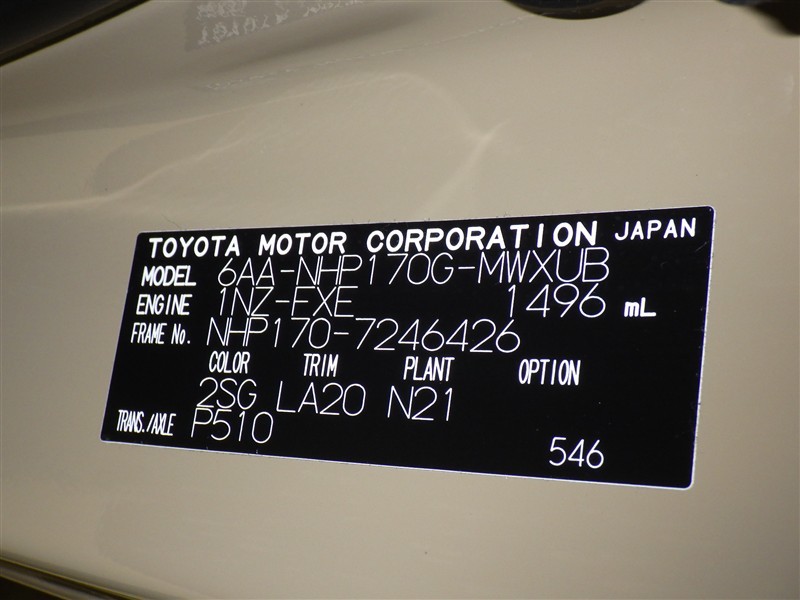 TOYOTA MOTOR CORPORATION JAPAN
MODEL 6AA-NHP170G-MWXUB
ENGINE 1NZ-FXE 1496 mL
FRAME No. NHP170-7246426
COLOR TRIM PLANT OPTION
2SG LA20 N21
TRANS./AXLE P510
546